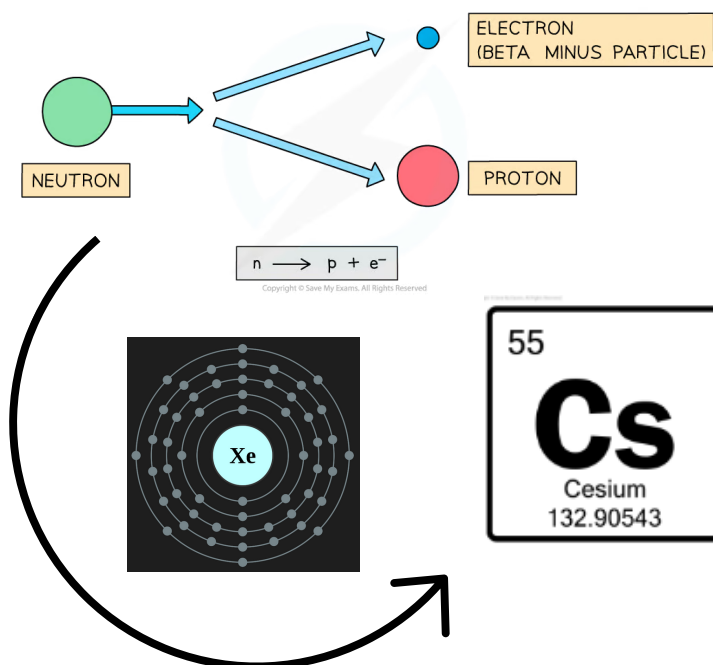 ELECTRON
(BETA MINUS PARTICLE)
NEUTRON
PROTON
n → p + e⁻
Copyright © Save My Exams. All Rights Reserved
Xe
55
Cs
Cesium
132.90543